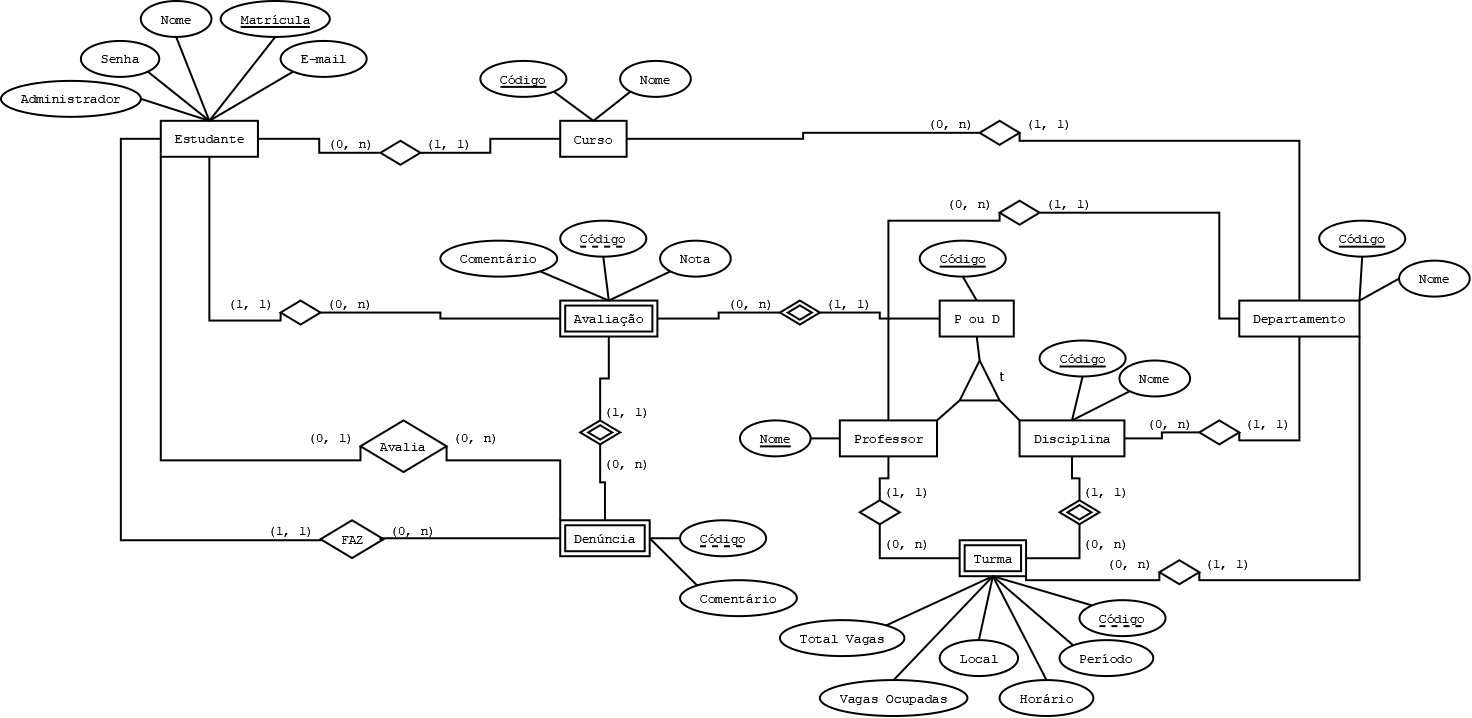 Nome
Matrícula
Senha
E-mail
Administrador
Código
Nome
Estudante
(0, n)
(1, 1)
Curso
(0, n)
(1, 1)
(0, n)
(1, 1)
Código
Nome
Comentário
Código
Nota
Código
(1, 1)
(0, n)
Avaliação
(0, n)
(1, 1)
P ou D
Departamento
t
Código
Nome
(0, 1)
Avalia
(0, n)
(1, 1)
(0, n)
Nome
Professor
Disciplina
(0, n)
(1, 1)
(1, 1)
(1, 1)
(1, 1)
FAZ
(0, n)
Denúncia
Código
Comentário
(0, n)
Turma
(0, n)
(0, n)
(1, 1)
Total Vagas
Local
Código
Período
Vagas Ocupadas
Horário